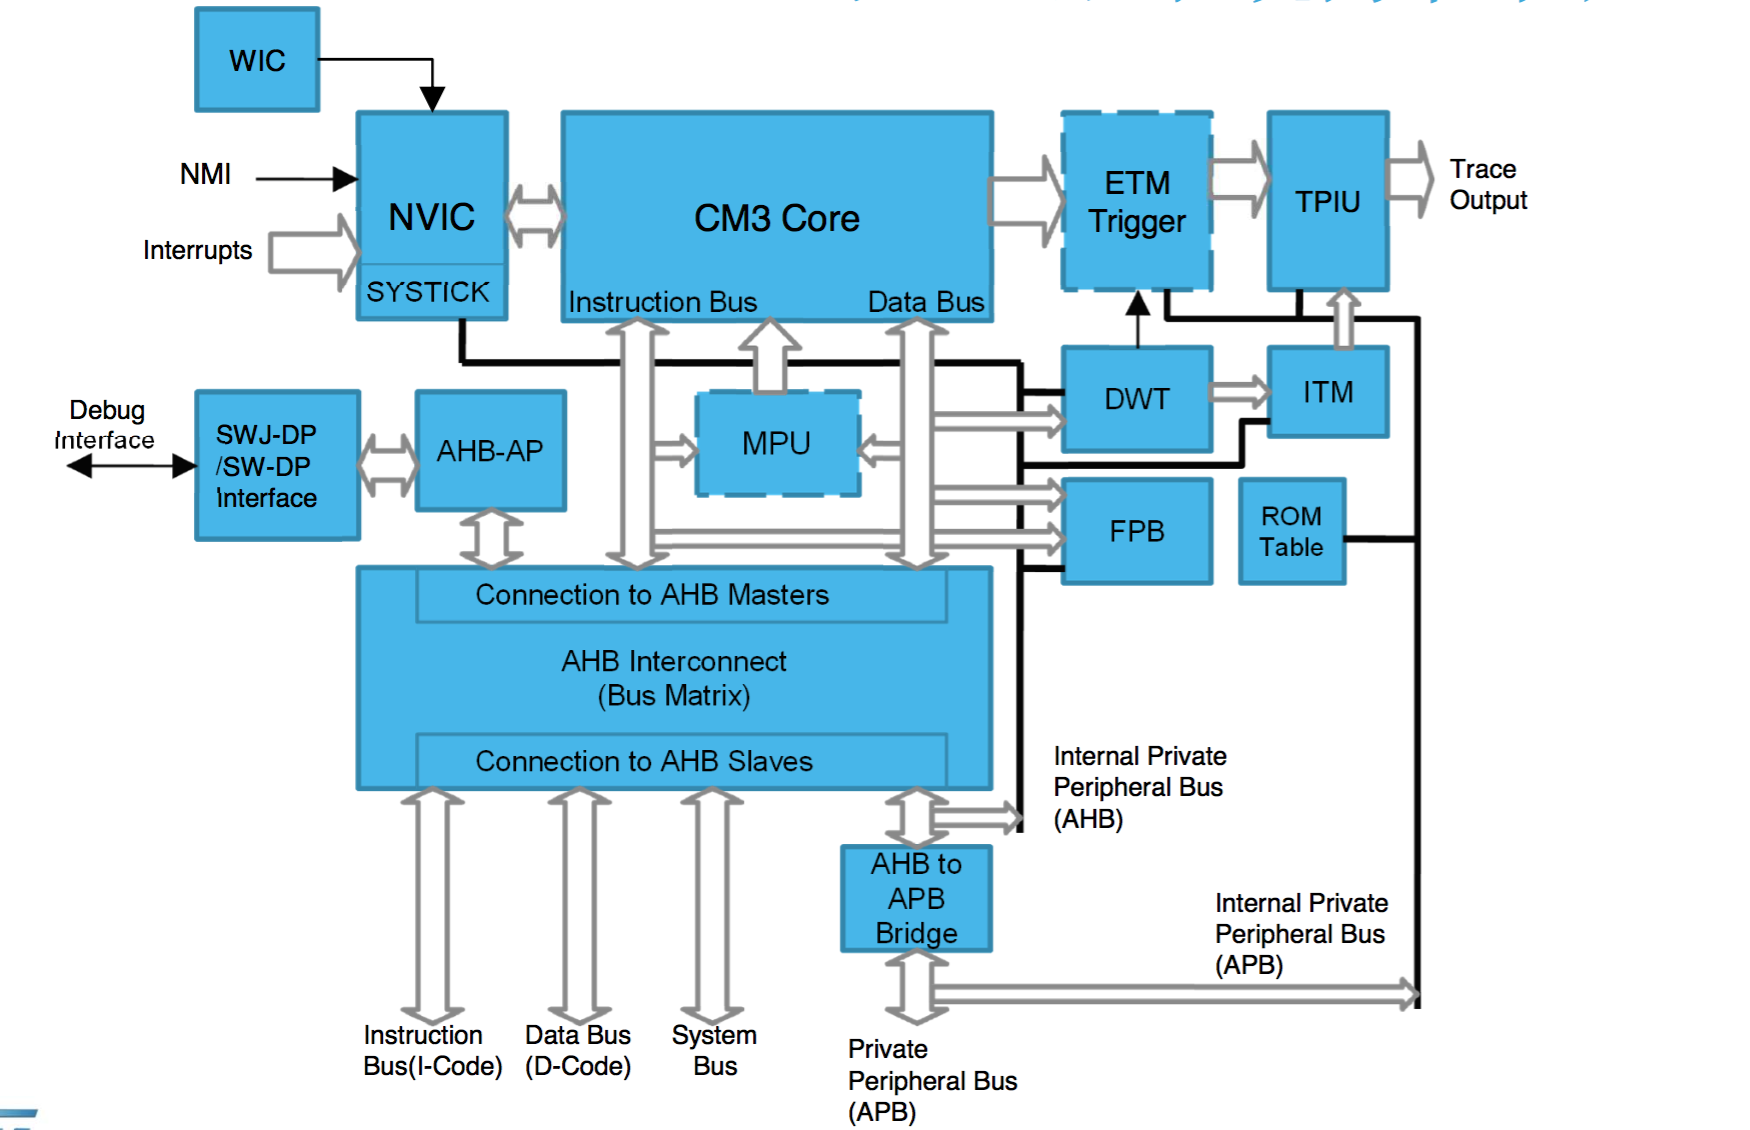 WIC
NMI
Interrupts
NVIC
SYSTICK
CM3 Core
Instruction Bus
Data Bus
ETM
Trigger
TPIU
Trace
Output
Debug
Interface
SWJ-DP
/SW-DP
Interface
AHB-AP
MPU
DWT
ITM
FPB
ROM
Table
Connection to AHB Masters
AHB Interconnect
(Bus Matrix)
Connection to AHB Slaves
Internal Private
Peripheral Bus
(AHB)
AHB to
APB
Bridge
Internal Private
Peripheral Bus
(APB)
Instruction
Bus(I-Code)
Data Bus
(D-Code)
System
Bus
Private
Peripheral Bus
(APB)